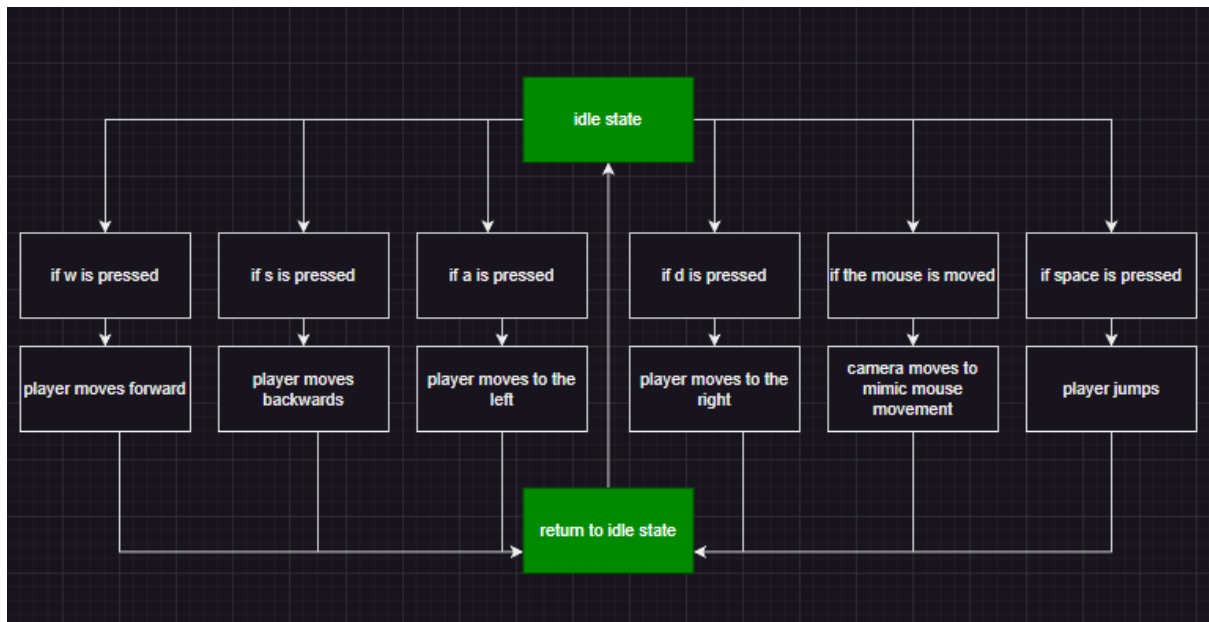 idle state
if w is pressed
if s is pressed
if a is pressed
if d is pressed
if the mouse is moved
if space is pressed
player moves forward
player moves
backwards
player moves to the
left
player moves to the
right
camera moves to
mimic mouse
movement
player jumps
return to idle state